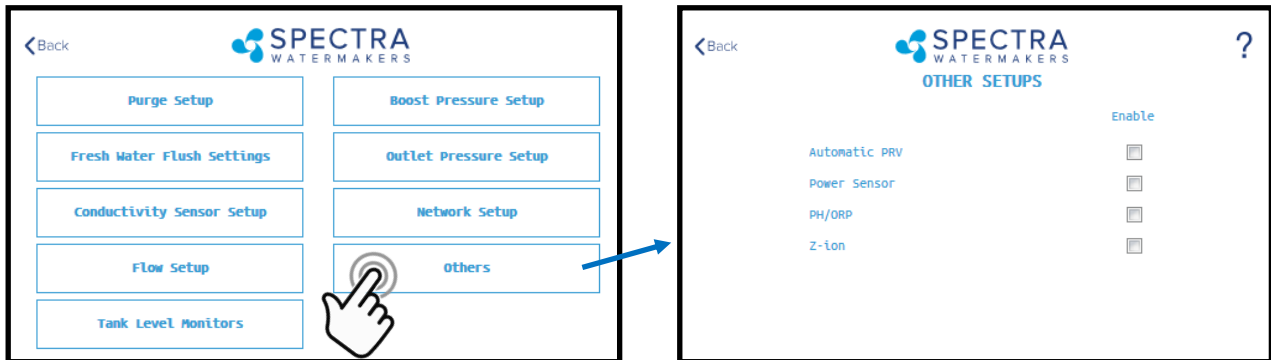 Back
SPECTRA
WATERMAKERS
Purge Setup
Boost Pressure Setup
Fresh Water Flush Settings
Outlet Pressure Setup
Conductivity Sensor Setup
Network Setup
Flow Setup
Others
Tank Level Monitors
Back
SPECTRA
WATERMAKERS
?
OTHER SETUPS
Enable
Automatic PRV
Power Sensor
PH/ORP
Z-ion